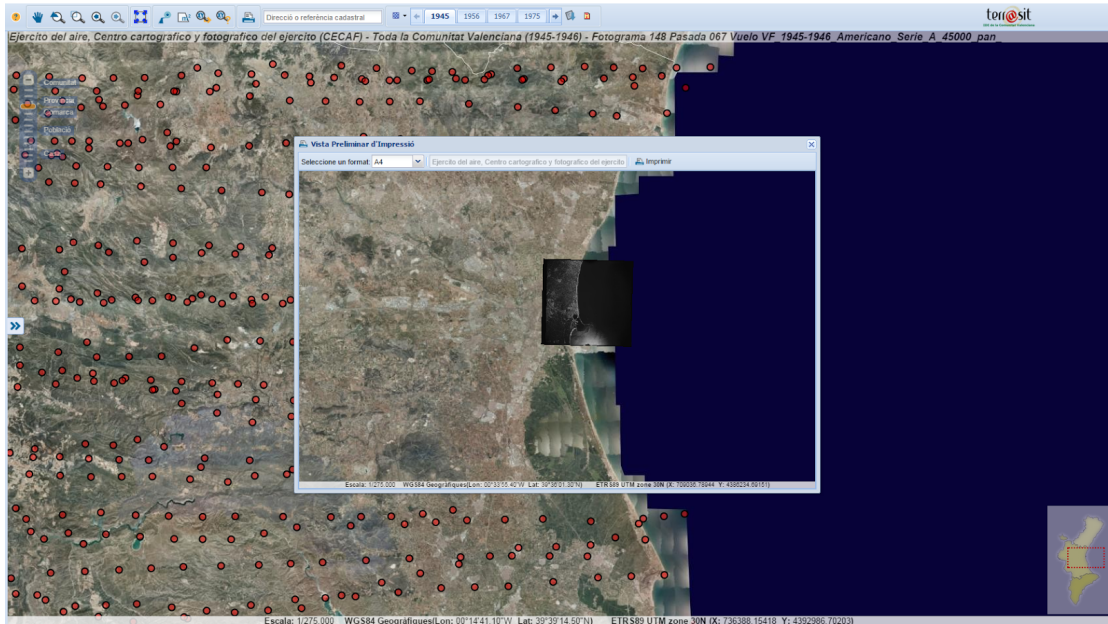 Direcció o referència cadastral
1945 1956 1967 1975
terr@sit
Ejercito del aire, Centro cartografico y fotografico del ejercito (CECAF) - Toda la Comunitat Valenciana (1945-1946) - Fotograma 148 Pasada 067 Vuelo VF_1945-1946_Americano_Serie_A_45000_pan_
Comunitat
Província
Comarca
Població
Vista Preliminar d'Impressió
Seleccione un format: A4 Ejercito del aire, Centro cartografico y fotografico del ejercito Imprimir
Escala: 1/275.000 WGS84 Geogràfiques(Lon: 00°33'55.40"W Lat: 39°36'01.30"N) ETRS89 UTM zone 30N (X: 709036.78944 Y: 4386234.69151)
Escala: 1/275.000 WGS84 Geogràfiques(Lon: 00°14'41.10"W Lat: 39°39'14.50"N) ETRS89 UTM zone 30N (X: 736388.15418 Y: 4392986.70203)